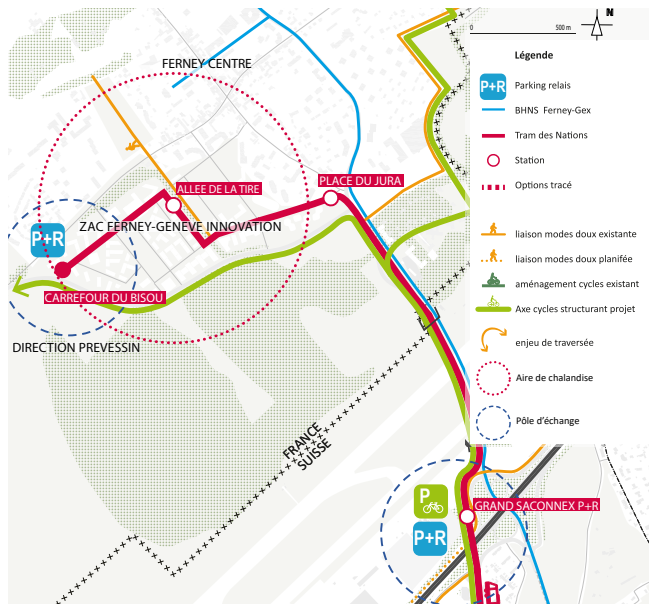 N
0 500 m
Légende
P+R Parking relais
BHNS Ferney-Gex
Tram des Nations
Station
Options tracé
liaison modes doux existante
liaison modes doux planifée
aménagement cycles existant
Axe cycles structurant projet
enjeu de traversée
Aire de chalandise
Pôle d'échange
FERNEY-CENTRE
PLACE DU JURA
ALLEE DE LA TIRE
ZAC FERNEY-GENEVE INNOVATION
P+R
CARREFOUR DU BISOU
DIRECTION PREVESSIN
FRANCE
SUISSE
P
GRAND SACONNEX P+R
P+R